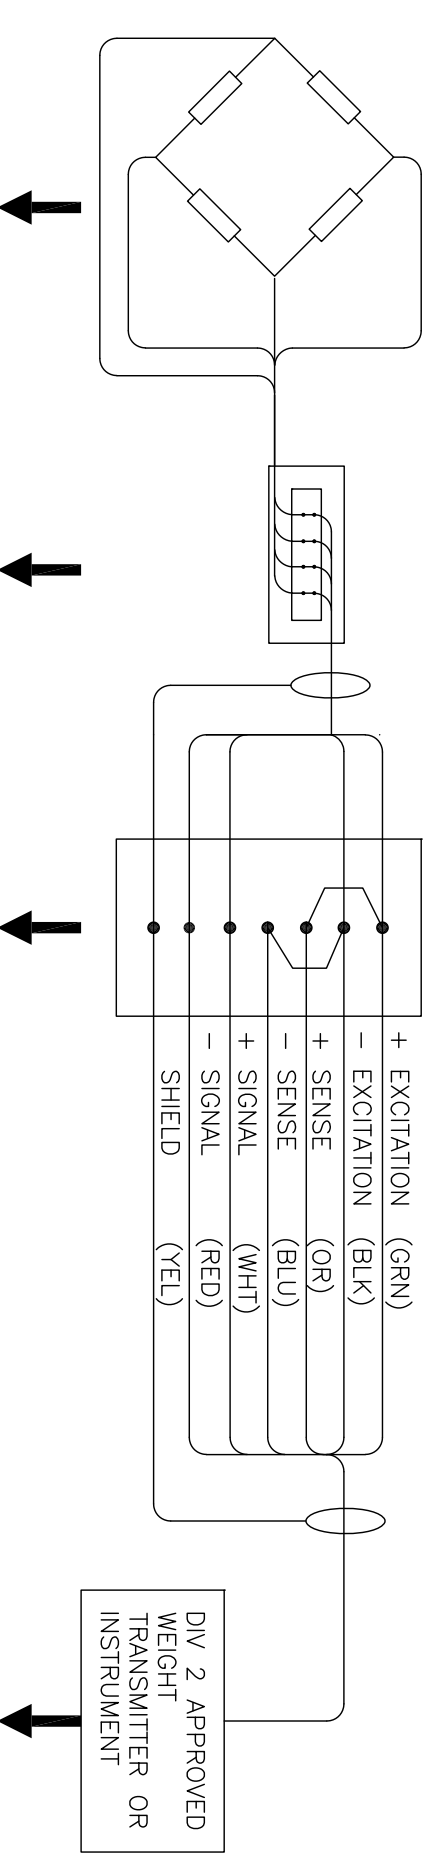 + EXCITATION (GRN)
- EXCITATION (BLK)
+ SENSE (OR)
- SENSE (BLU)
+ SIGNAL (WHT)
- SIGNAL (RED)
SHIELD (YEL)
DIV 2 APPROVED
WEIGHT
TRANSMITTER OR
INSTRUMENT